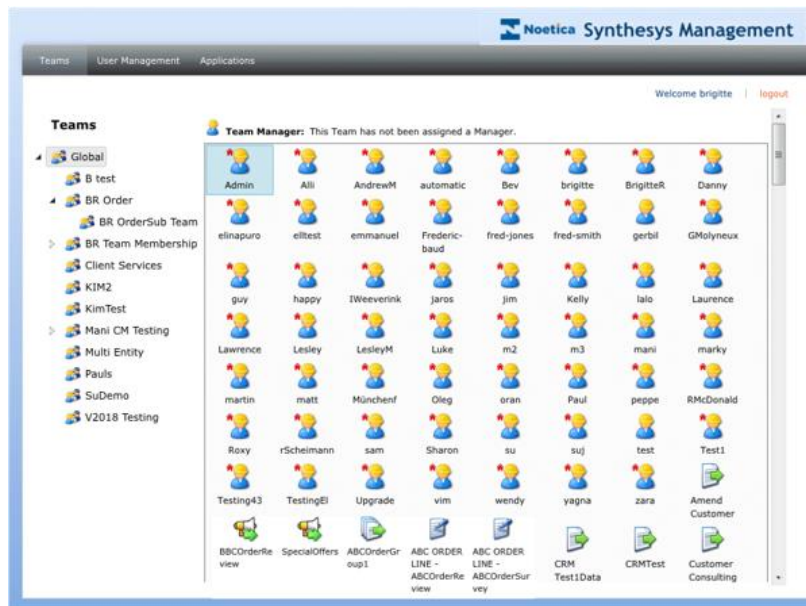 Noetica Synthesys Management
Teams User Management Applications
Welcome brigitte | logout
Teams
Team Manager: This Team has not been assigned a Manager.
Global
B test
BR Order
BR OrderSub Team
BR Team Membership
Client Services
KIM2
KimTest
Mani CM Testing
Multi Entity
Pauls
SuDemo
V2018 Testing
Admin Alli AndrewM automatic Bev brigitte BrigitteR Danny
elinapuro elltest emmanuel Frederic- fred-jones fred-smith gerbil GMolyneux
baud
guy happy IWeeverink jaros jim Kelly lalo Laurence
Lawrence Lesley LesleyM Luke m2 m3 mani marky
martin matt Münchenf Oleg oran Paul peppe RMcDonald
Roxy rScheimann sam Sharon su suj test Test1
Testing43 TestingEl Upgrade vim wendy yagna zara Amend
Customer
BBCOrderRe SpecialOffers ABCOrderGr ABC ORDER ABC ORDER CRM CRMTest Customer
view oup1 LINE - LINE - Test1Data Consulting
ABCOrderRe ABCOrderSur
view vey